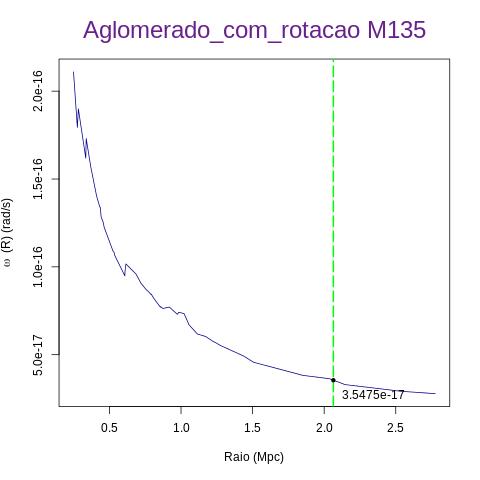 Aglomerado_com_rotacao M135
ω (R) (rad/s)
2.0e-16
1.5e-16
1.0e-16
5.0e-17
3.5475e-17
0.5 1.0 1.5 2.0 2.5
Raio (Mpc)